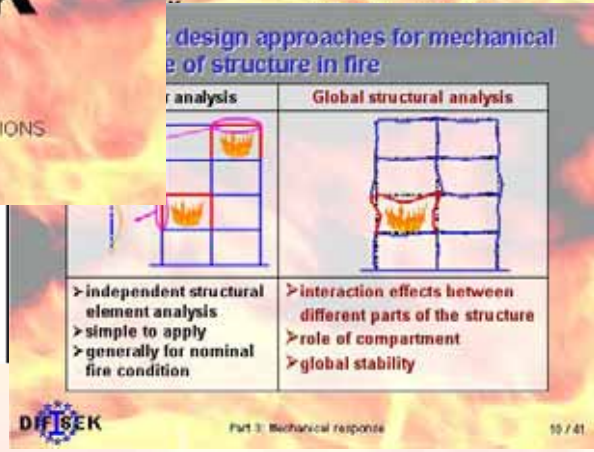 IONS
design approaches for mechanical
e of structure in fire
analysis
Global structural analysis
➢independent structural
element analysis
➢simple to apply
➢generally for nominal
fire condition
➢interaction effects between
different parts of the structure
➢role of compartment
➢global stability
DIFISEK
Part 3: Mechanical response
10 / 41